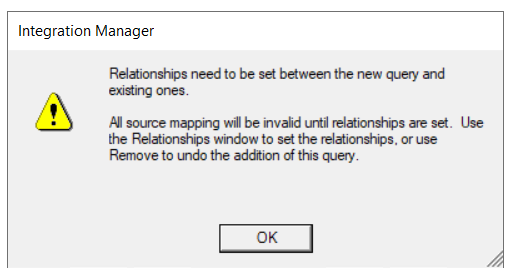 Integration Manager
Relationships need to be set between the new query and
existing ones.
All source mapping will be invalid until relationships are set.  Use
the Relationships window to set the relationships, or use
Remove to undo the addition of this query.
OK